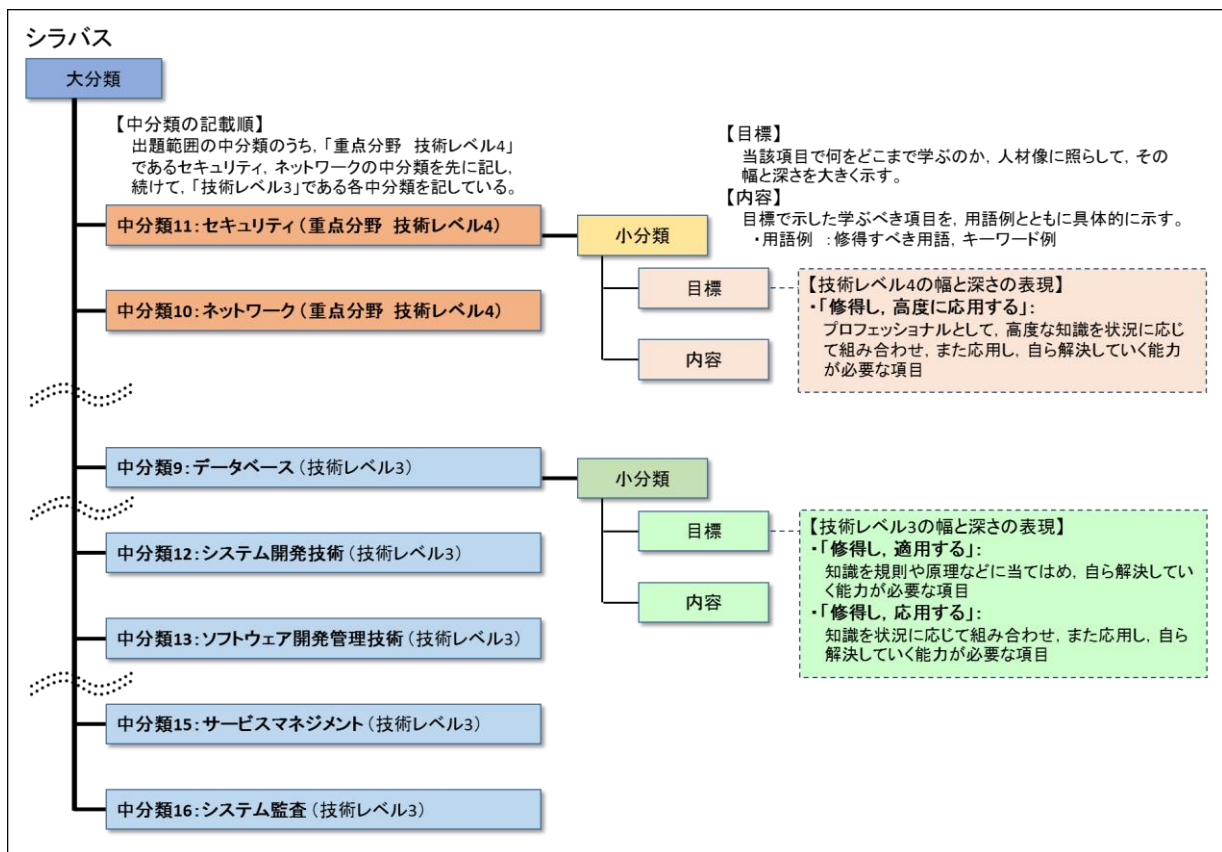 シラバス
大分類
【中分類の記載順】
出題範囲の中分類のうち，「重点分野　技術レベル4」
であるセキュリティ，ネットワークの中分類を先に記し，
続けて，「技術レベル3」である各中分類を記している。
【目標】
当該項目で何をどこまで学ぶのか，人材像に照らして，その
幅と深さを大きく示す。
【内容】
目標で示した学ぶべき項目を，用語例とともに具体的に示す。
・用語例　：修得すべき用語，キーワード例
中分類11：セキュリティ（重点分野　技術レベル4）
小分類
目標
内容
【技術レベル4の幅と深さの表現】
・「修得し，高度に応用する」：
プロフェッショナルとして，高度な知識を状況に応じ
て組み合わせ，また応用し，自ら解決していく能力
が必要な項目
中分類10：ネットワーク（重点分野　技術レベル4）
中分類9：データベース（技術レベル3）
小分類
目標
内容
【技術レベル3の幅と深さの表現】
・「修得し，適用する」：
知識を規則や原理などに当てはめ，自ら解決してい
く能力が必要な項目
・「修得し，応用する」：
知識を状況に応じて組み合わせ，また応用し，自ら
解決していく能力が必要な項目
中分類12：システム開発技術（技術レベル3）
中分類13：ソフトウェア開発管理技術（技術レベル3）
中分類15：サービスマネジメント（技術レベル3）
中分類16：システム監査（技術レベル3）